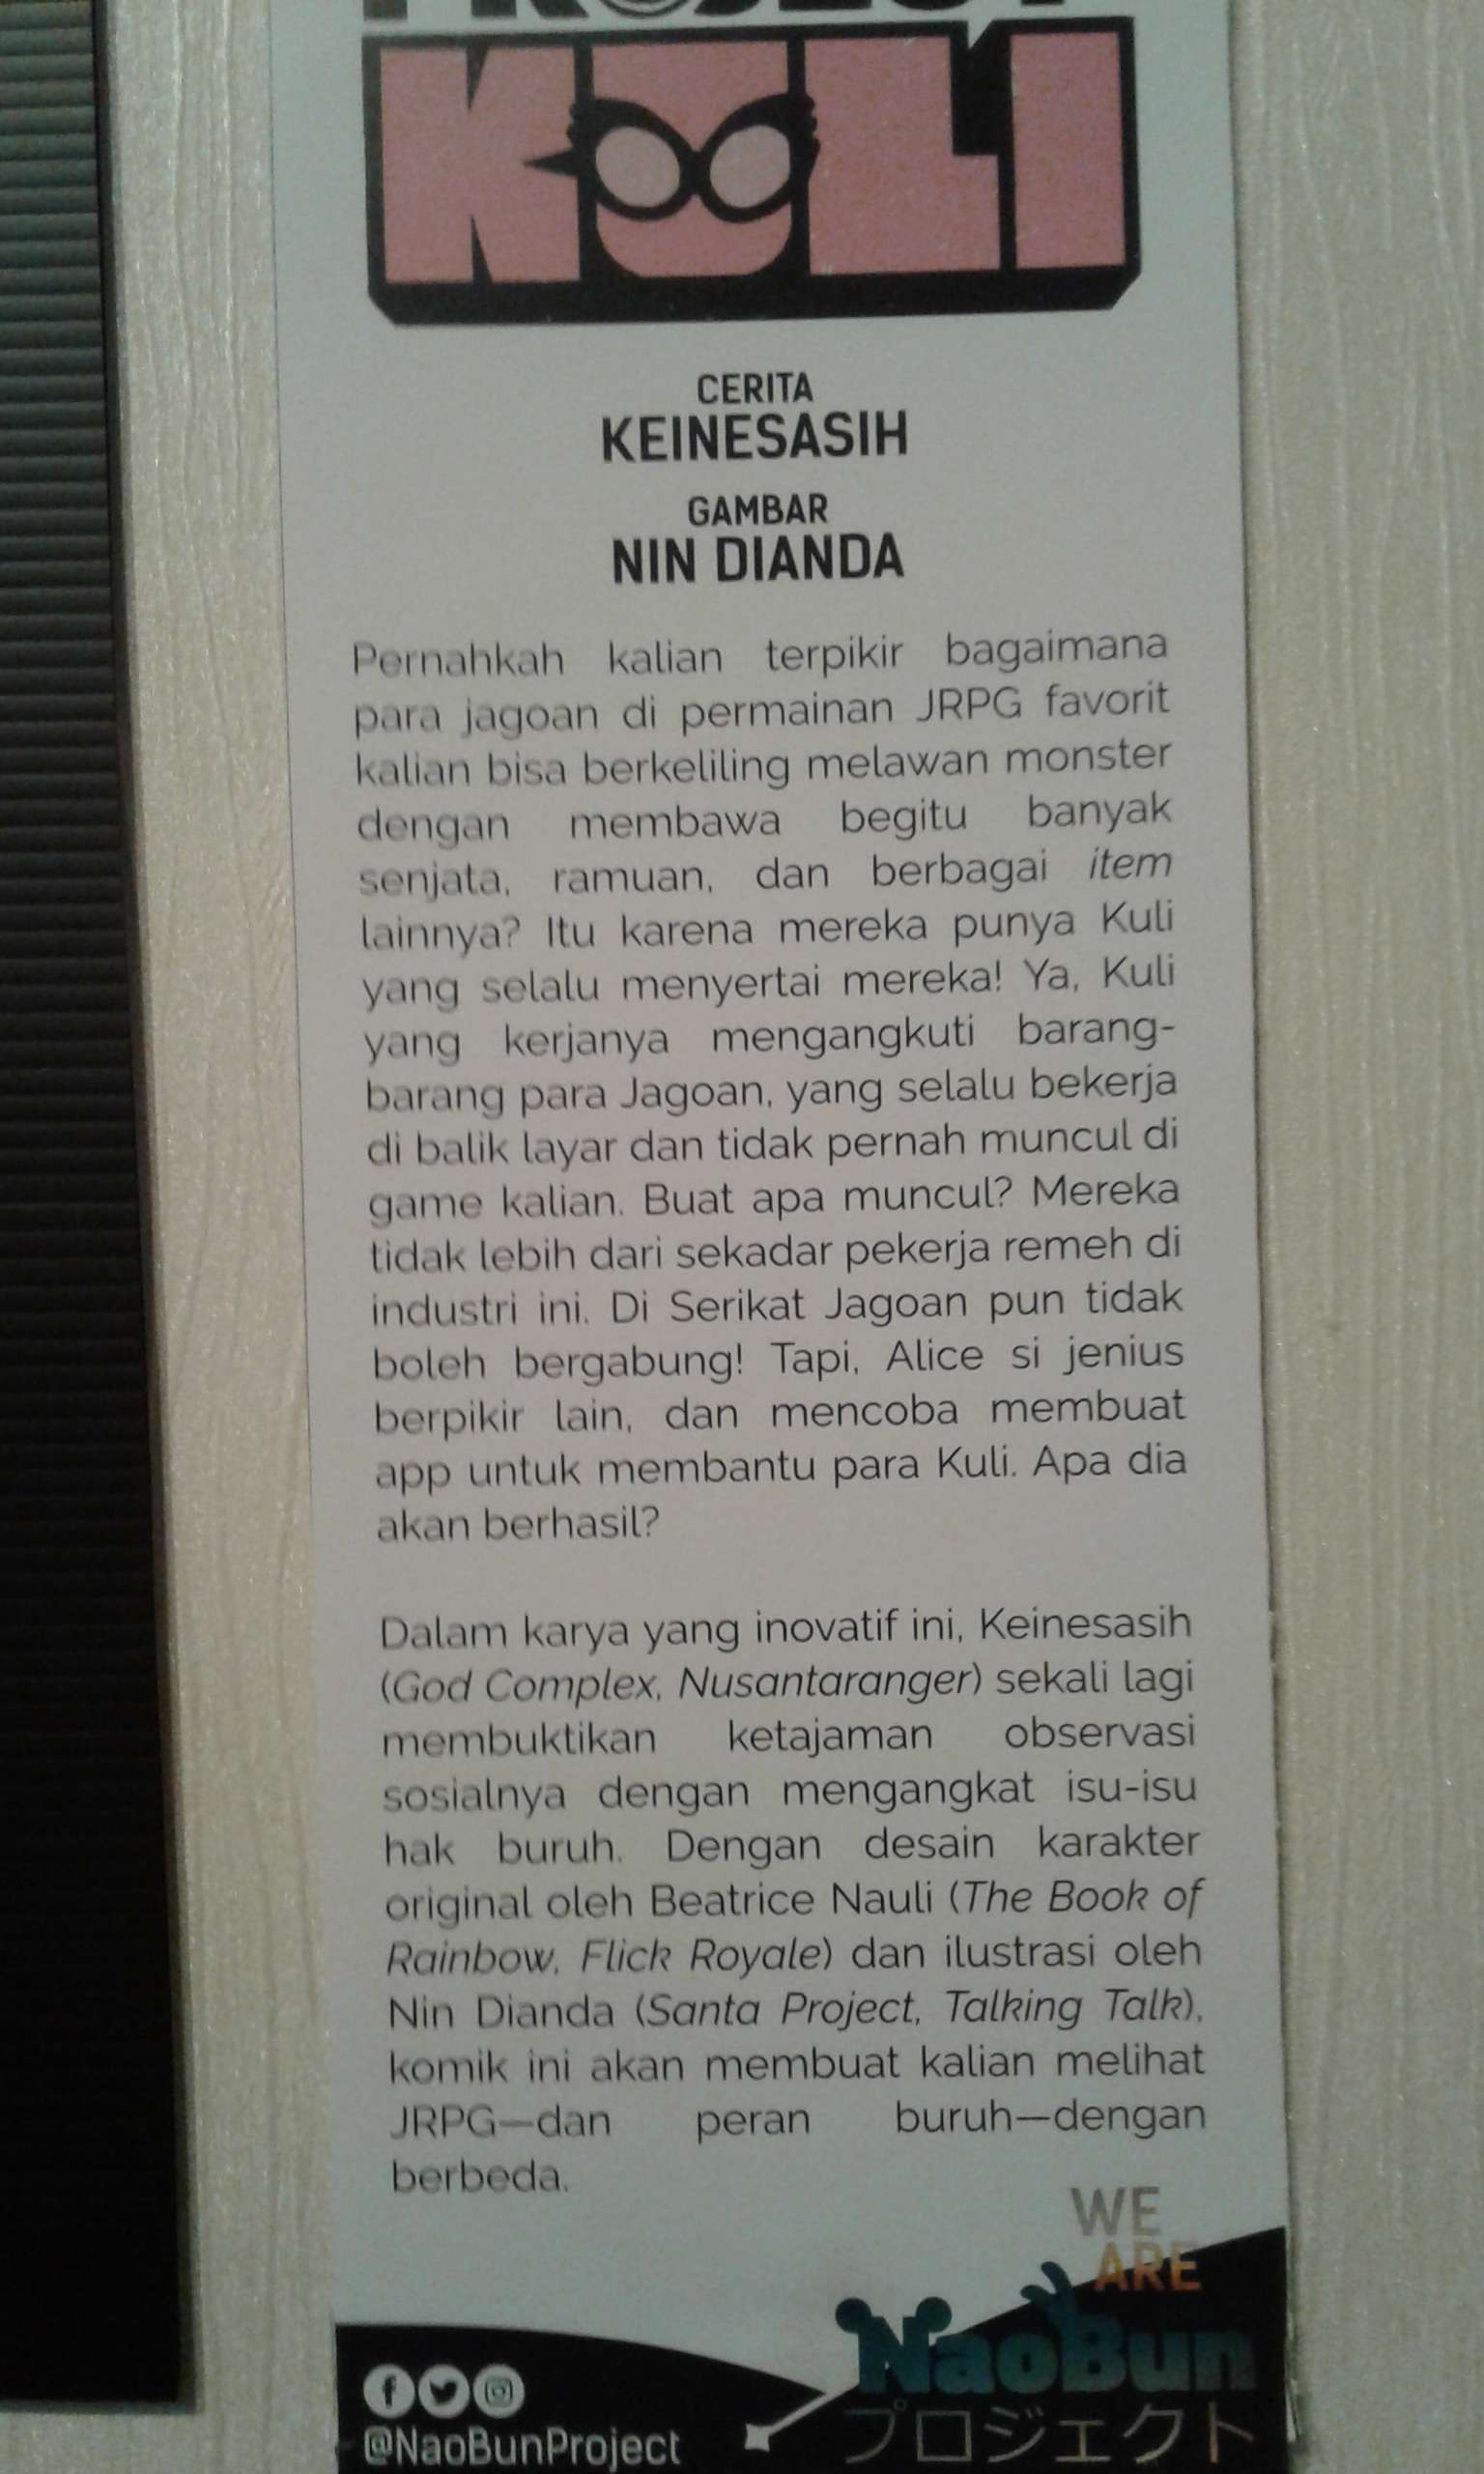 PROJECT
KULI
CERITA
KEINESASIH
GAMBAR
NIN DIANDA
Pernahkah kalian terpikir bagaimana
para jagoan di permainan JRPG favorit
kalian bisa berkeliling melawan monster
dengan membawa begitu banyak
senjata, ramuan, dan berbagai item
lainnya? Itu karena mereka punya Kuli
yang selalu menyertai mereka! Ya, Kuli
yang kerjanya mengangkuti barang-
barang para Jagoan, yang selalu bekerja
di balik layar dan tidak pernah muncul di
game kalian. Buat apa muncul? Mereka
tidak lebih dari sekadar pekerja remeh di
industri ini. Di Serikat Jagoan pun tidak
boleh bergabung! Tapi, Alice si jenius
berpikir lain, dan mencoba membuat
app untuk membantu para Kuli. Apa dia
akan berhasil?
Dalam karya yang inovatif ini, Keinesasih
(God Complex, Nusantaranger) sekali lagi
membuktikan ketajaman observasi
sosialnya dengan mengangkat isu-isu
hak buruh. Dengan desain karakter
original oleh Beatrice Nauli (The Book of
Rainbow, Flick Royale) dan ilustrasi oleh
Nin Dianda (Santa Project, Talking Talk),
komik ini akan membuat kalian melihat
JRPG—dan peran buruh—dengan
berbeda.
WE
ARE
NaoBun
プロジェクト
@NaoBunProject